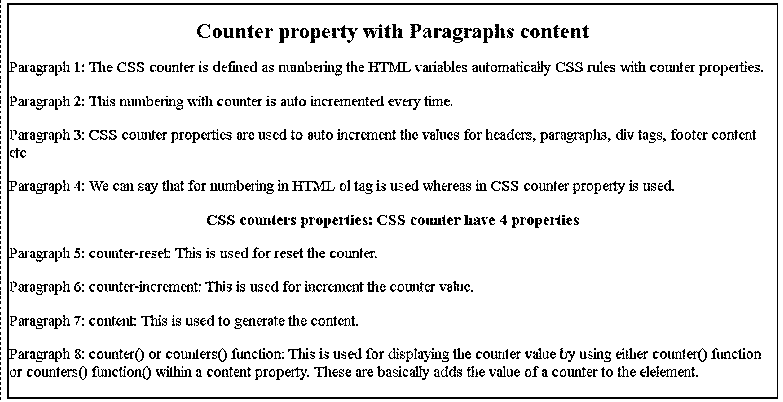 Counter property with Paragraphs content
Paragraph 1: The CSS counter is defined as numbering the HTML variables automatically CSS rules with counter properties.
Paragraph 2: This numbering with counter is auto incremented every time.
Paragraph 3: CSS counter properties are used to auto increment the values for headers, paragraphs, div tags, footer content
etc
Paragraph 4: We can say that for numbering in HTML ol tag is used whereas in CSS counter property is used.
CSS counters properties: CSS counter have 4 properties
Paragraph 5: counter-reset: This is used for reset the counter.
Paragraph 6: counter-increment: This is used for increment the counter value.
Paragraph 7: content: This is used to generate the content.
Paragraph 8: counter() or counters() function: This is used for displaying the counter value by using either counter() function
or counters() function() within a content property. These are basically adds the value of a counter to the elelement.